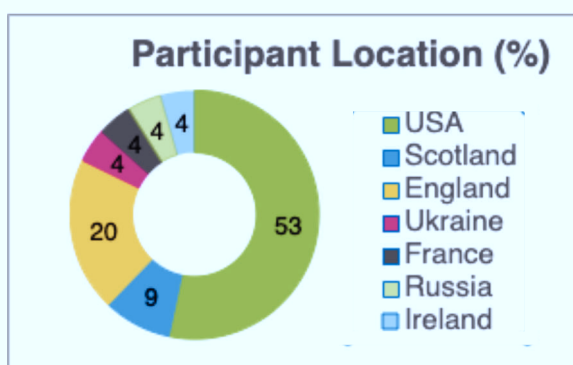 Participant Location (%)
4
4
4
4
20
53
9
USA
Scotland
England
Ukraine
France
Russia
Ireland